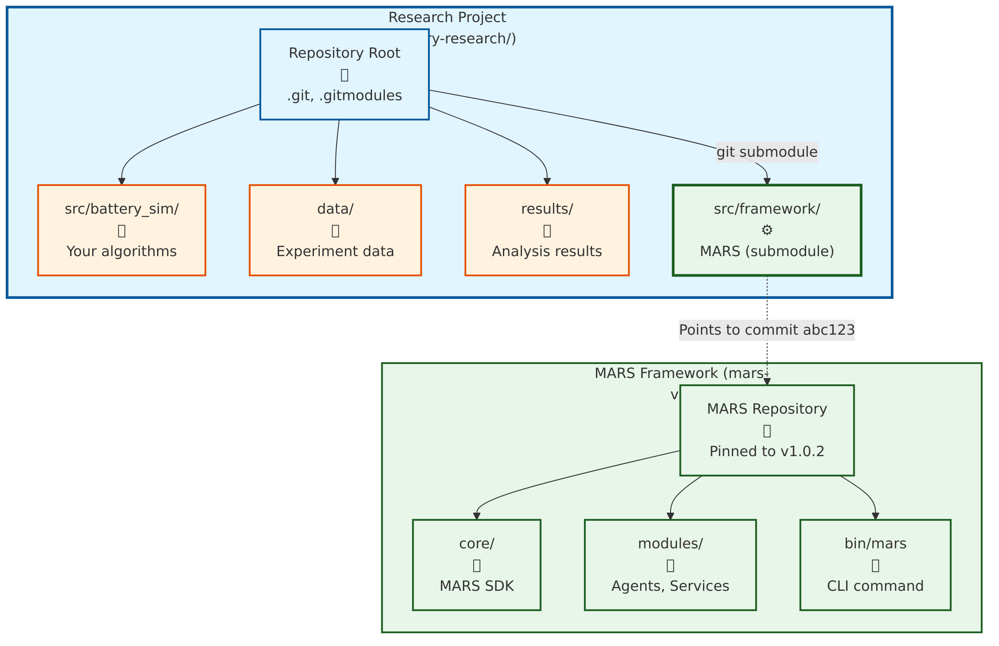 Research Project
ry-research/)
Repository Root
.git, .gitmodules
git submodule
src/battery_sim/
Your algorithms
data/
Experiment data
results/
Analysis results
src/framework/
⚙
MARS (submodule)
Points to commit abc123
MARS Framework (mars-
v
MARS Repository
Pinned to v1.0.2
core/
MARS SDK
modules/
Agents, Services
bin/mars
CLI command